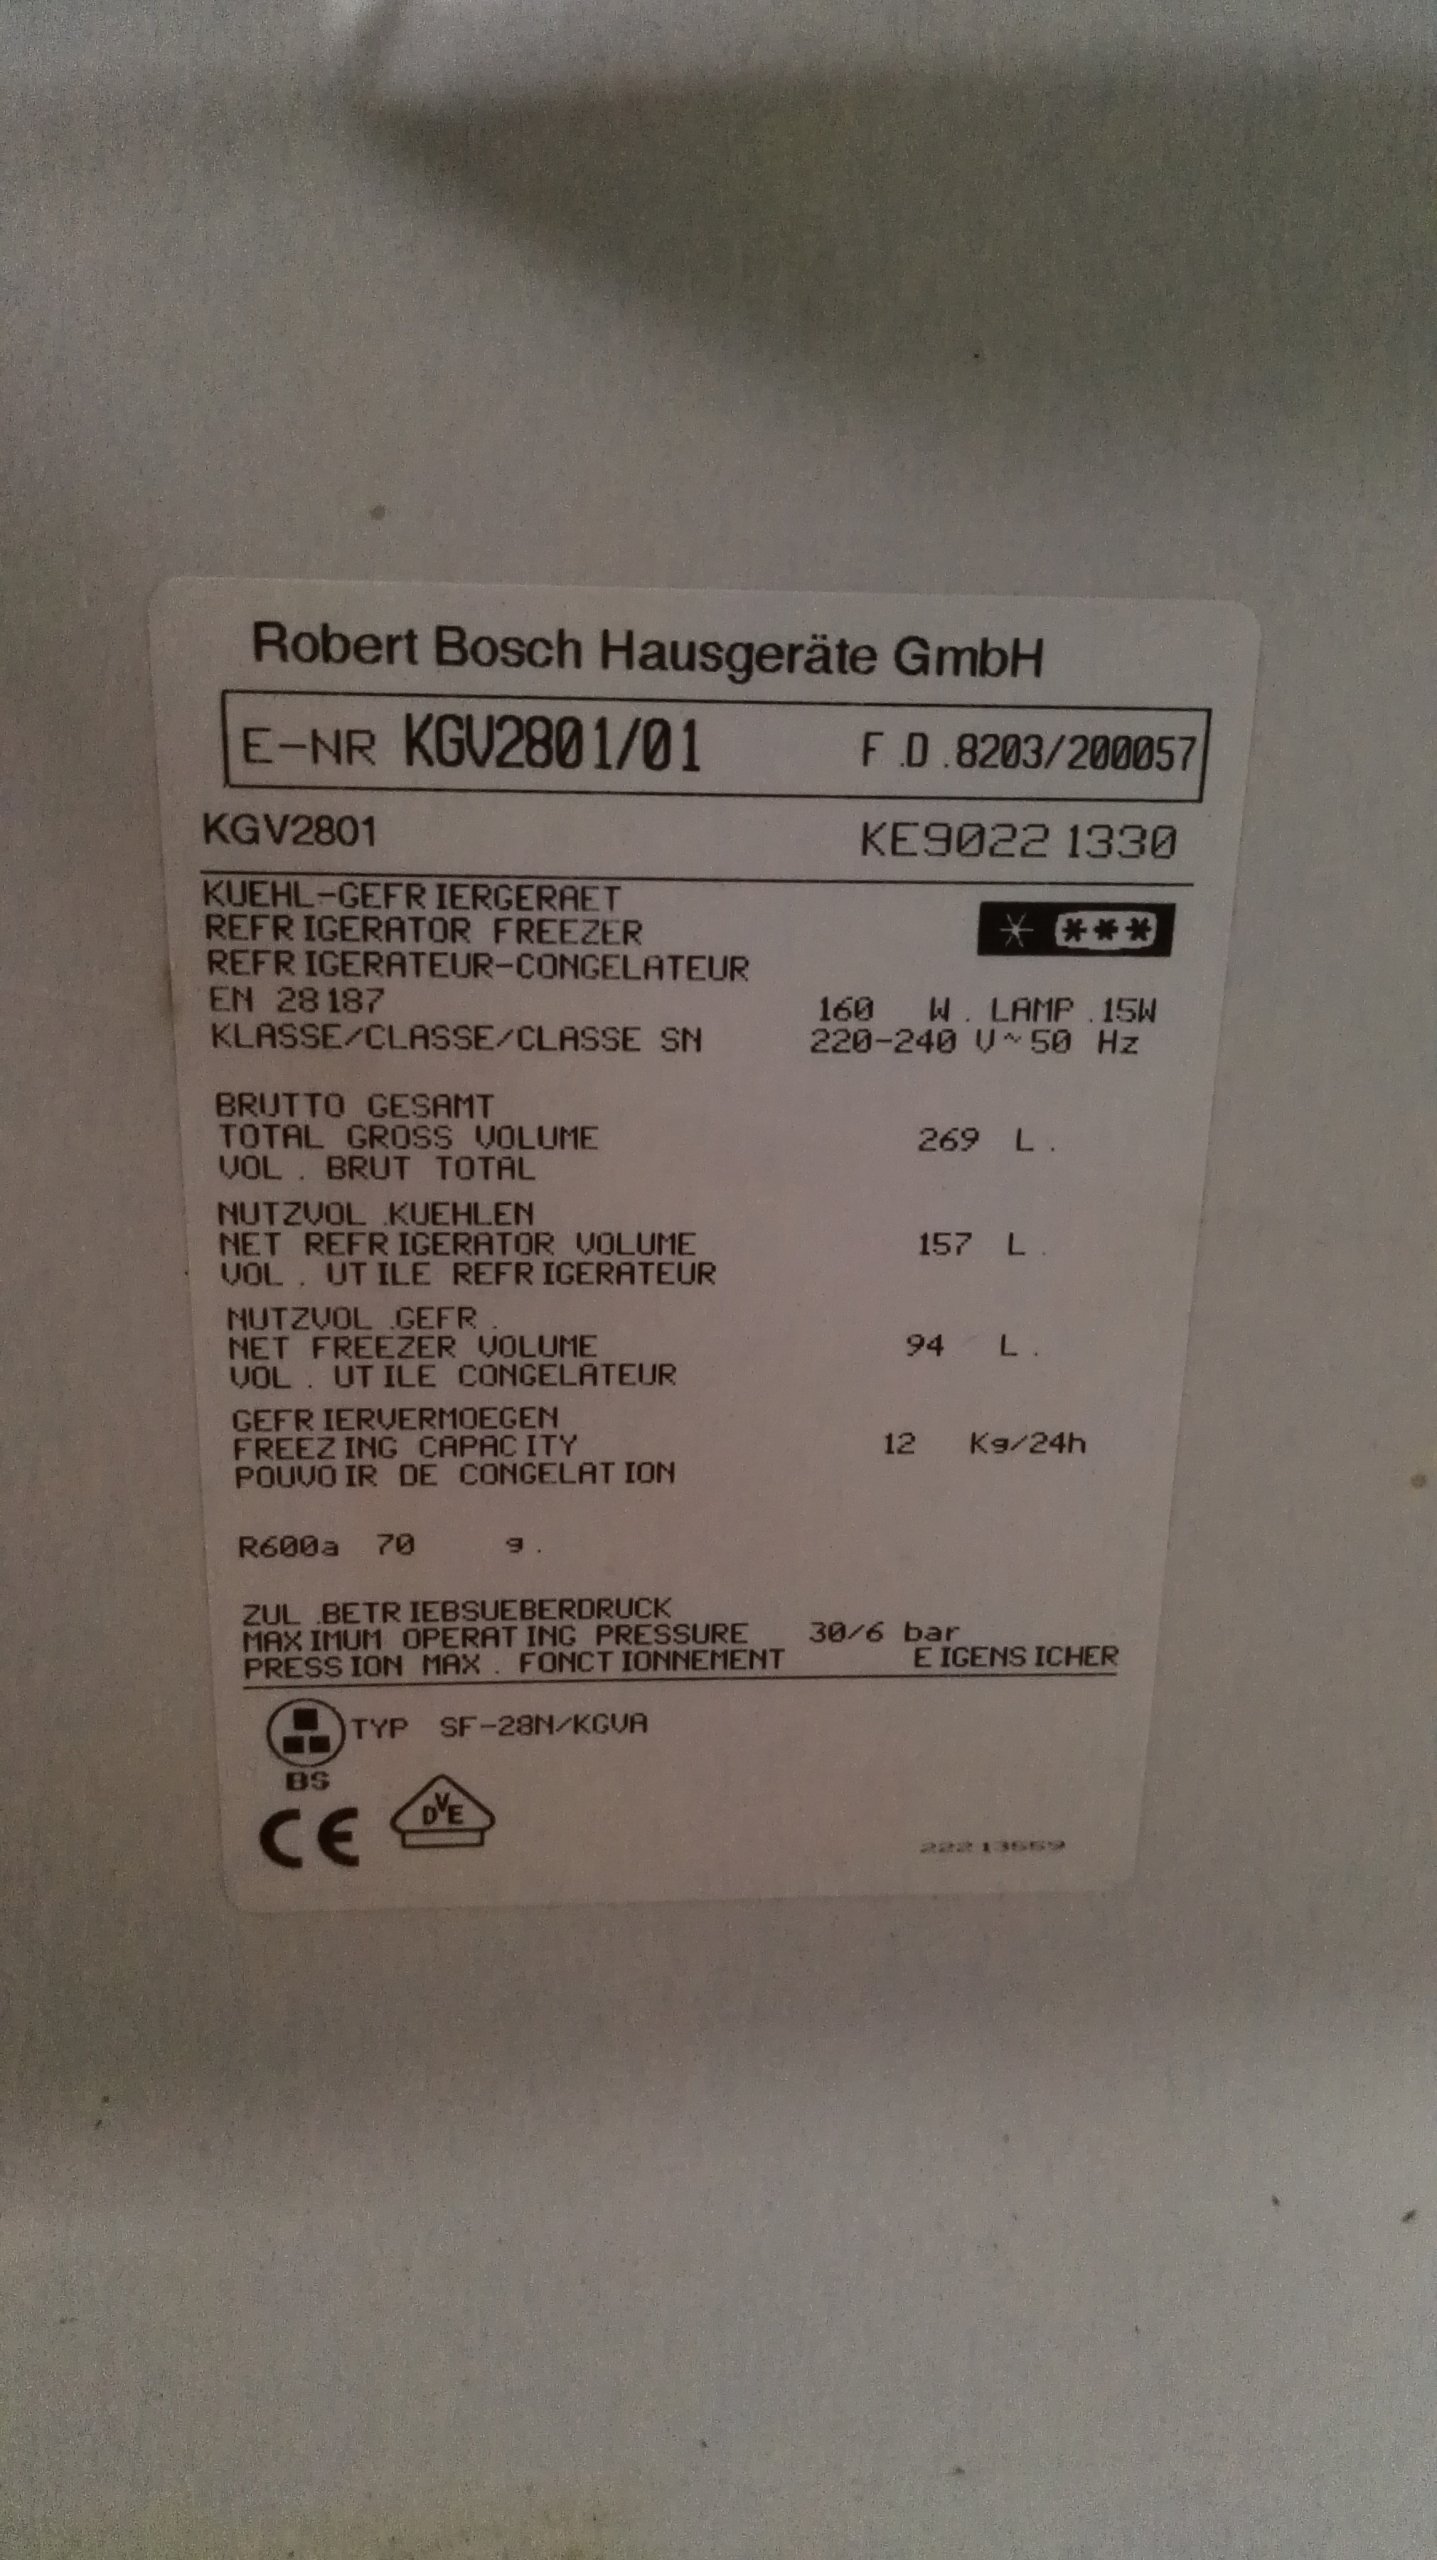 Robert Bosch Hausgeräte GmbH
E-NR KGV2801/01 F.D.8203/200057
KGV2801 KE90221330
KUEHL-GEFRIERGERAET
REFRIGERATOR FREEZER
REFRIGERATEUR-CONGELATEUR
EN 28187 160 W. LAMP.15W
KLASSE/CLASSE/CLASSE SN 220-240 V~50 Hz
BRUTTO GESAMT
TOTAL GROSS VOLUME 269 L.
VOL. BRUT TOTAL
NUTZVOL.KUEHLEN
NET REFRIGERATOR VOLUME 157 L.
VOL. UTILE REFRIGERATEUR
NUTZVOL.GEFR.
NET FREEZER VOLUME 94 L.
VOL. UTILE CONGELATEUR
GEFRIERVERMOEGEN
FREEZING CAPACITY 12 Kg/24h
POUVOIR DE CONGELATION
R600a 70 g.
ZUL.BETRIEBSUEBERDRUCK
MAXIMUM OPERATING PRESSURE 30/6 bar
PRESSION MAX. FONCTIONNEMENT EIGENSICHER
TYP SF-28N/KGVA
BS
CE DVE